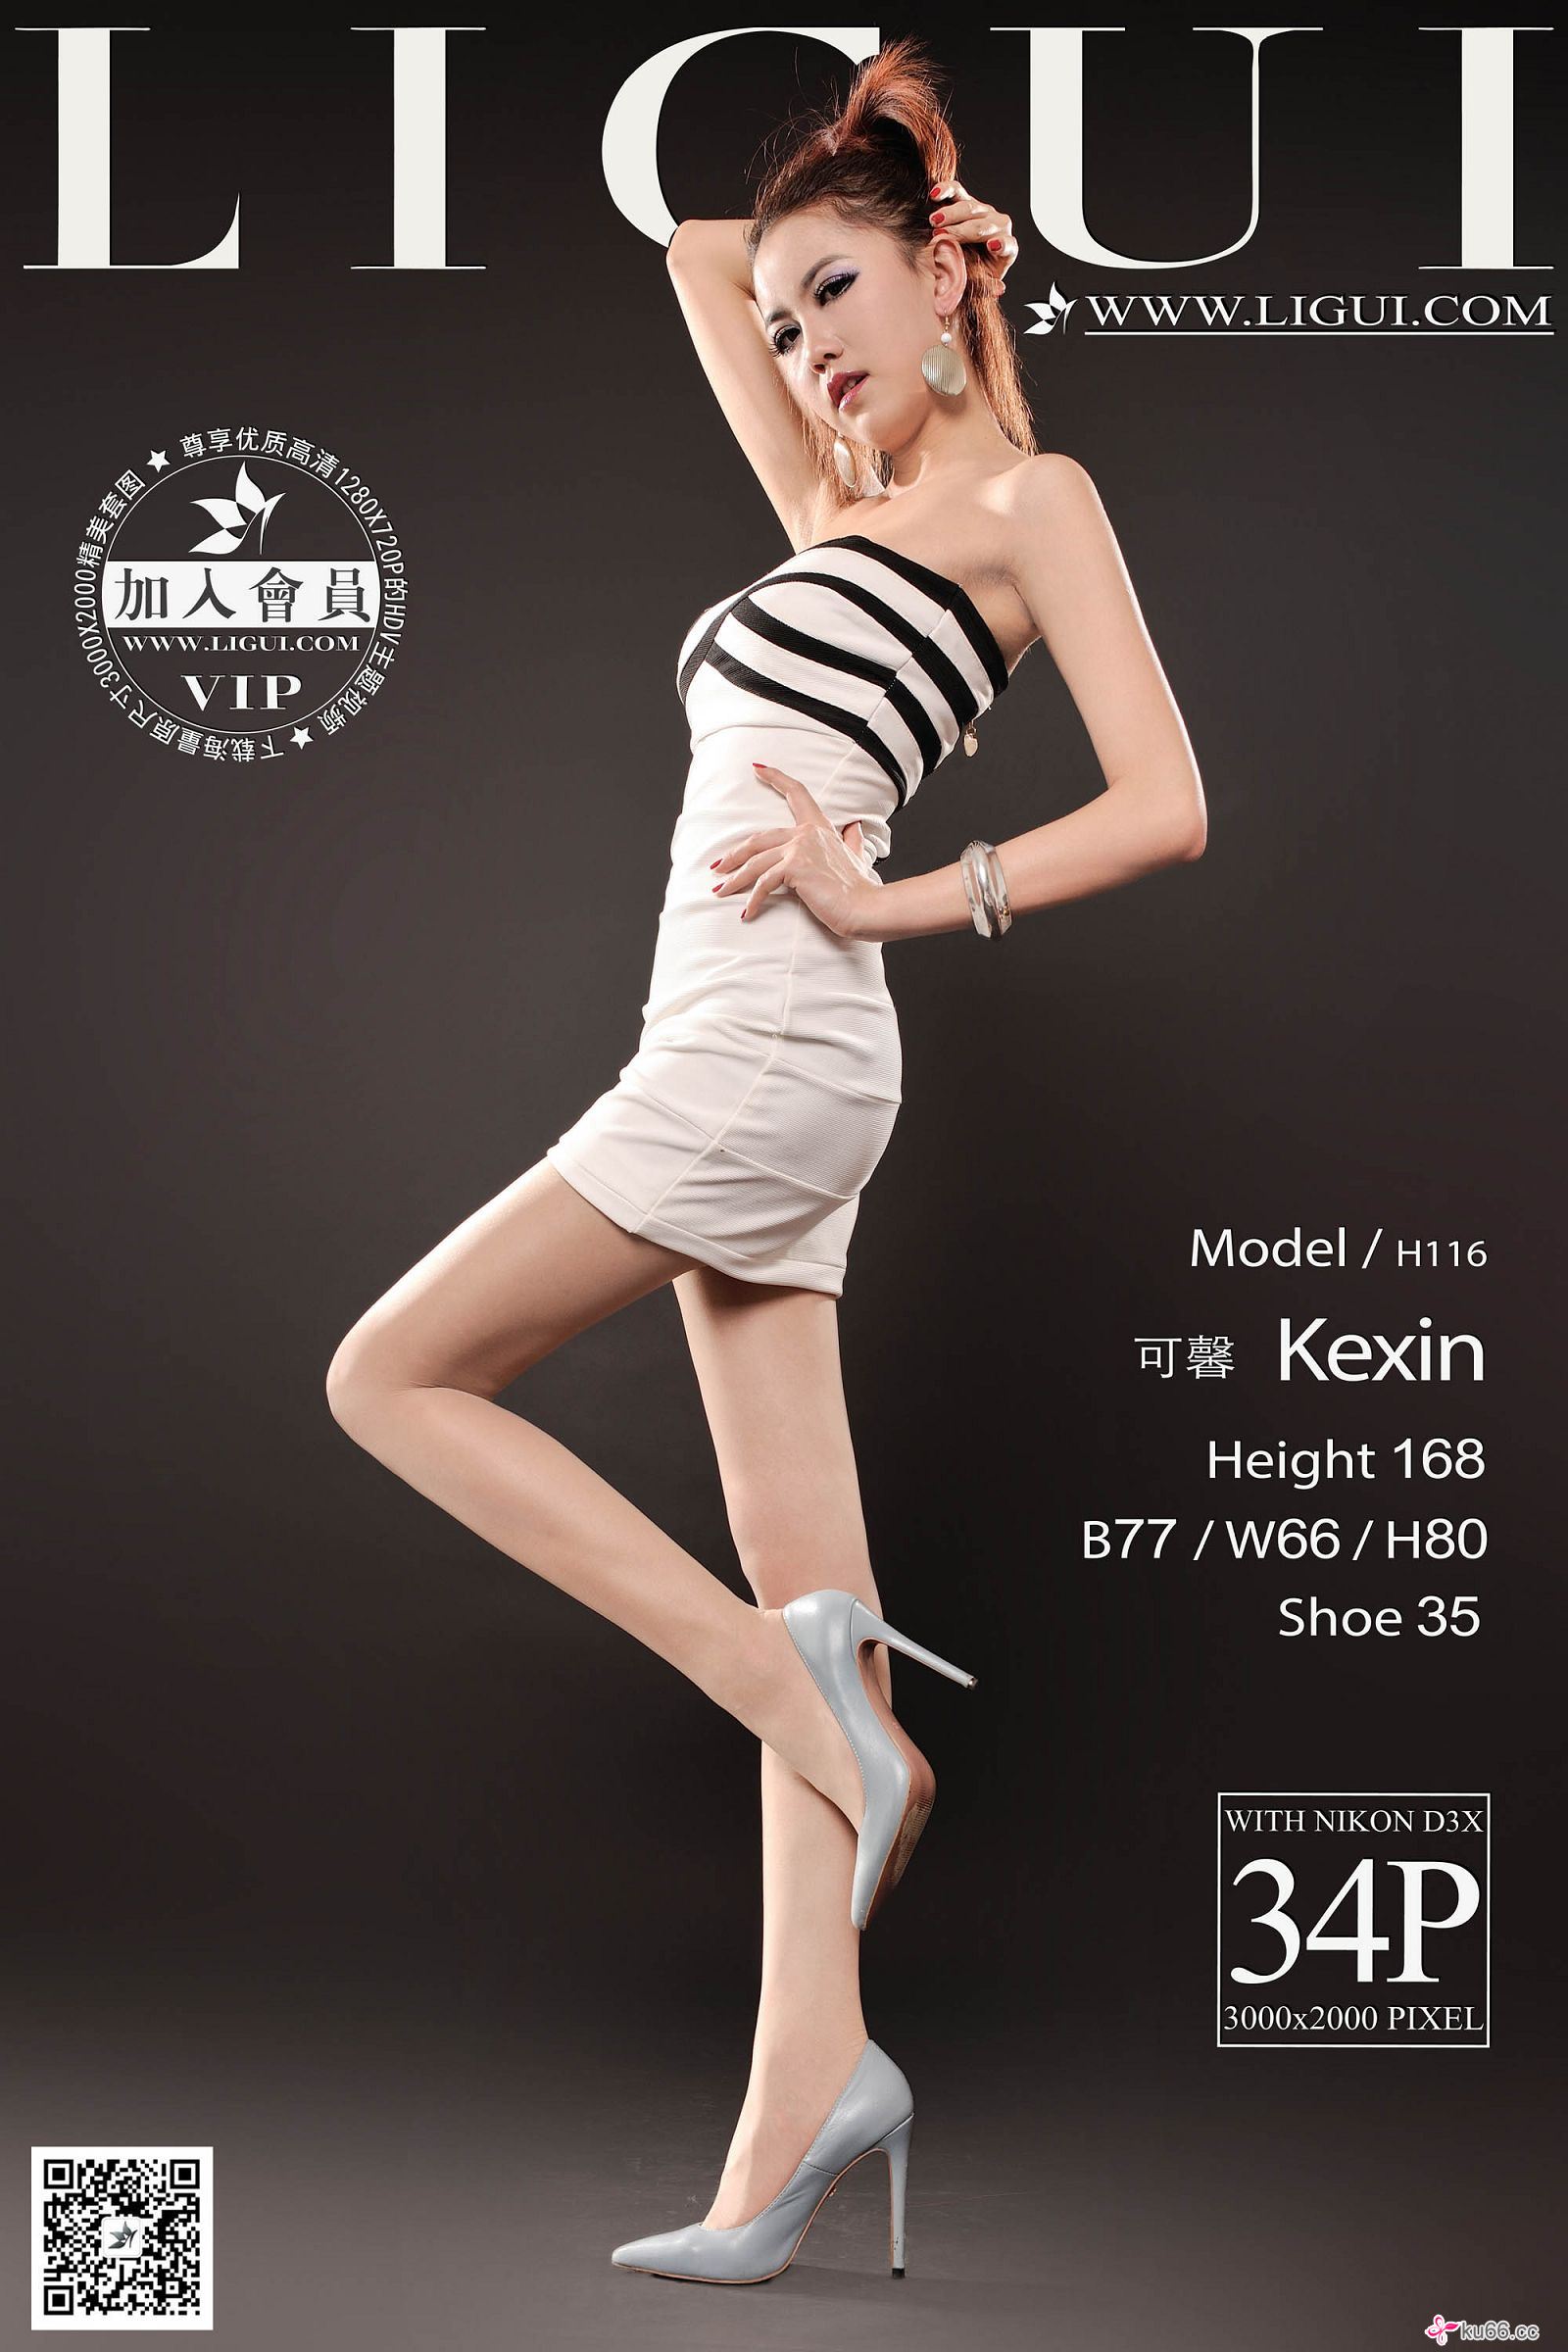 LIGUI
WWW.LIGUI.COM
尊享优质高清1280X720P的HDV主题视频
下载海量原尺寸3000X2000精美套图
加入會員
WWW.LIGUI.COM
VIP
Model / H116
可馨 Kexin
Height 168
B77 / W66 / H80
Shoe 35
WITH NIKON D3X
34P
3000x2000 PIXEL
ku66.cc